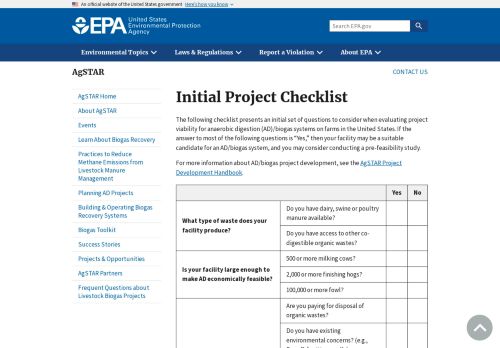 An official website of the United States government Here's how you know
EPA
United States
Environmental Protection
Agency
Search EPA.gov
Environmental Topics
Laws & Regulations
Report a Violation
About EPA
AgSTAR
CONTACT US
AgSTAR Home
About AgSTAR
Events
Learn About Biogas Recovery
Practices to Reduce
Methane Emissions from
Livestock Manure
Management
Planning AD Projects
Building & Operating Biogas
Recovery Systems
Biogas Toolkit
Success Stories
Projects & Opportunities
AgSTAR Partners
Frequent Questions about
Livestock Biogas Projects
Initial Project Checklist
The following checklist presents an initial set of questions to consider when evaluating project
viability for anaerobic digestion (AD)/biogas systems on farms in the United States. If the
answer to most of the following questions is "Yes," then your facility may be a suitable
candidate for an AD/biogas system, and you may consider conducting a pre-feasibility study.
For more information about AD/biogas project development, see the AgSTAR Project
Development Handbook.
Yes No
What type of waste does your
facility produce?
Do you have dairy, swine or poultry
manure available?
Do you have access to other co-
digestible organic wastes?
Is your facility large enough to
make AD economically feasible?
500 or more milking cows?
2,000 or more finishing hogs?
100,000 or more fowl?
Are you paying for disposal of
organic wastes?
Do you have existing
environmental concerns? (e.g.,